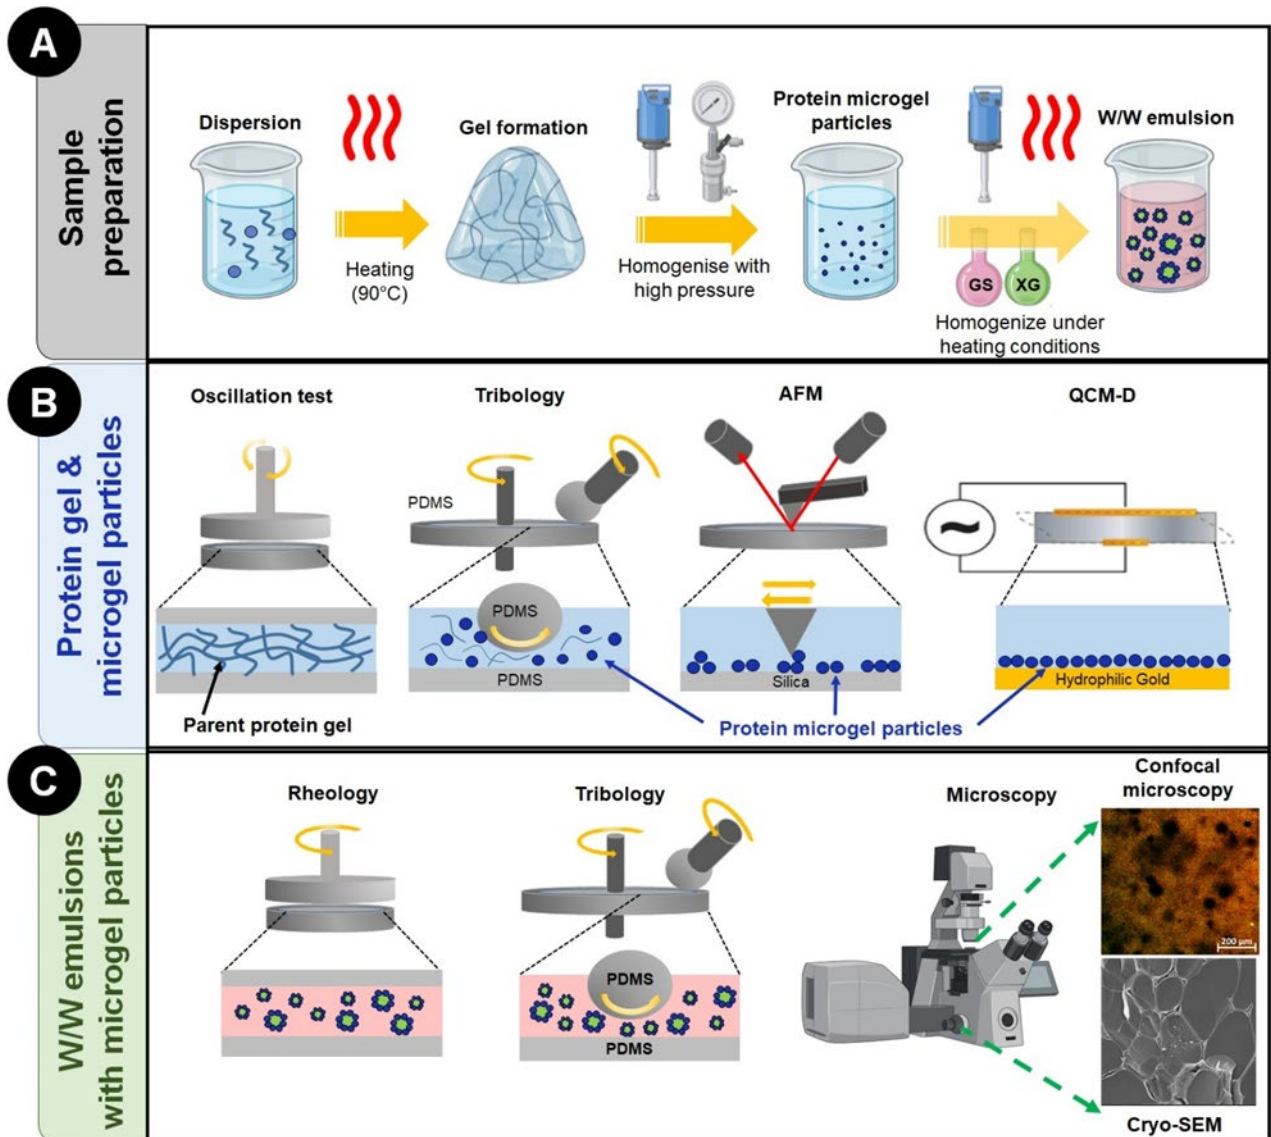 A
Sample
preparation
Dispersion
Heating
(90°C)
Gel formation
Homogenise with
high pressure
Protein microgel
particles
GS
XG
Homogenize under
heating conditions
W/W emulsion
B
Protein gel &
microgel particles
Oscillation test
Parent protein gel
Tribology
PDMS
PDMS
PDMS
AFM
Silica
QCM-D
Hydrophilic Gold
Protein microgel particles
C
W/W emulsions
with microgel particles
Rheology
Tribology
PDMS
PDMS
Microscopy
Confocal
microscopy
200 µm
Cryo-SEM